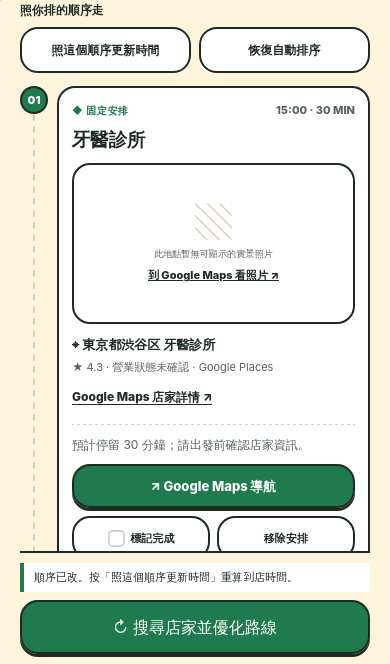 照你排的順序走
照這個順序更新時間
恢復自動排序
01
◆ 固定安排
15:00 · 30 MIN
牙醫診所
此地點暫無可顯示的實景照片
到 Google Maps 看照片 ↗
⌖ 東京都渋谷区 牙醫診所
★ 4.3 · 營業狀態未確認 · Google Places
Google Maps 店家詳情 ↗
預計停留 30 分鐘；請出發前確認店家資訊。
↗ Google Maps 導航
標記完成
移除安排
順序已改。按「照這個順序更新時間」重算到店時間。
↻ 搜尋店家並優化路線